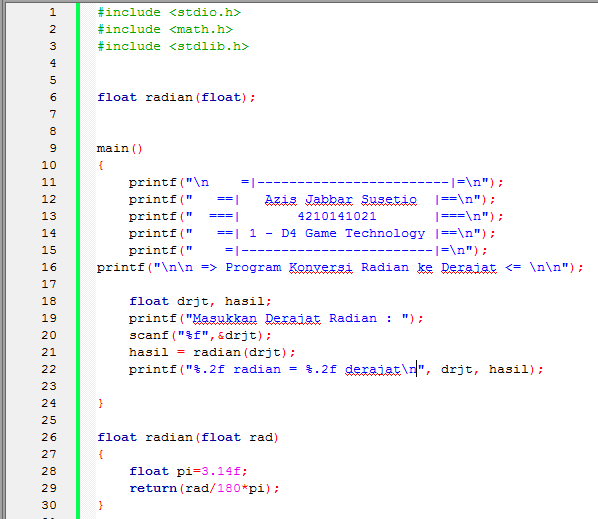 1 #include <stdio.h>
2 #include <math.h>
3 #include <stdlib.h>
4
5
6 float radian(float);
7
8
9 main()
10 {
11     printf("\n    =|------------------------|=\n");
12     printf("   ==|   Azis Jabbar Susetio  |==\n");
13     printf("  ===|       4210141021       |===\n");
14     printf("   ==| 1 - D4 Game Technology |==\n");
15     printf("    =|------------------------|=\n");
16 printf("\n\n => Program Konversi Radian ke Derajat <= \n\n");
17
18     float drjt, hasil;
19     printf("Masukkan Derajat Radian : ");
20     scanf("%f",&drjt);
21     hasil = radian(drjt);
22     printf("%.2f radian = %.2f derajat\n", drjt, hasil);
23
24 }
25
26 float radian(float rad)
27 {
28     float pi=3.14f;
29     return(rad/180*pi);
30 }